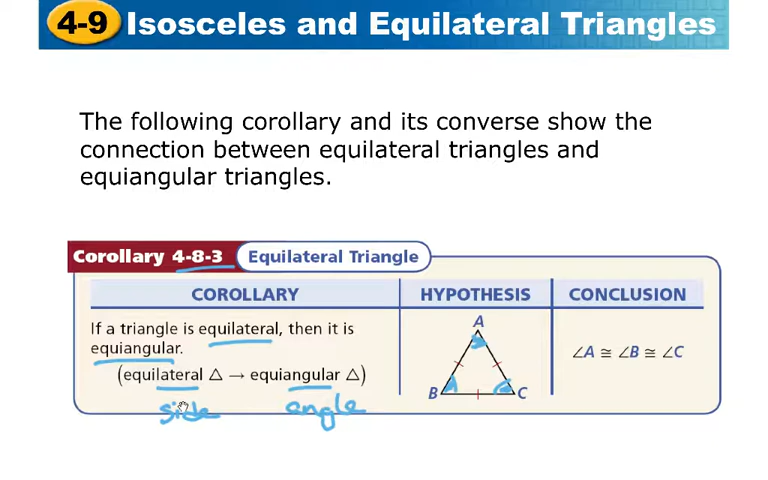 4-9 Isosceles and Equilateral Triangles
The following corollary and its converse show the
connection between equilateral triangles and
equiangular triangles.
Corollary 4-8-3 Equilateral Triangle
COROLLARY HYPOTHESIS CONCLUSION
If a triangle is equilateral, then it is
equiangular.
(equilateral △ → equiangular △)
A
B C
∠A ≅ ∠B ≅ ∠C
side angle